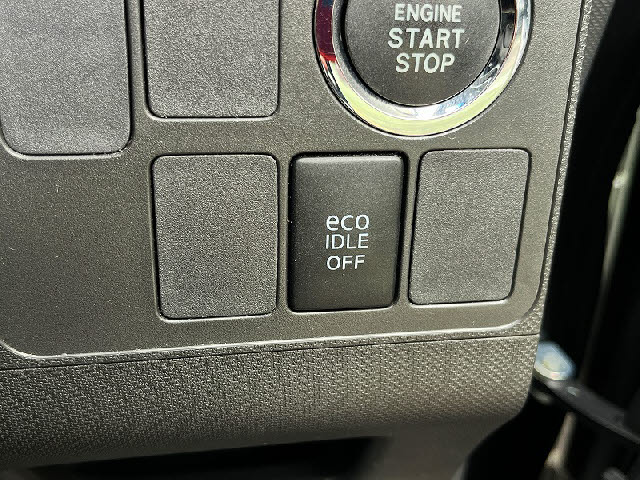 ENGINE
START
STOP
eco
IDLE
OFF